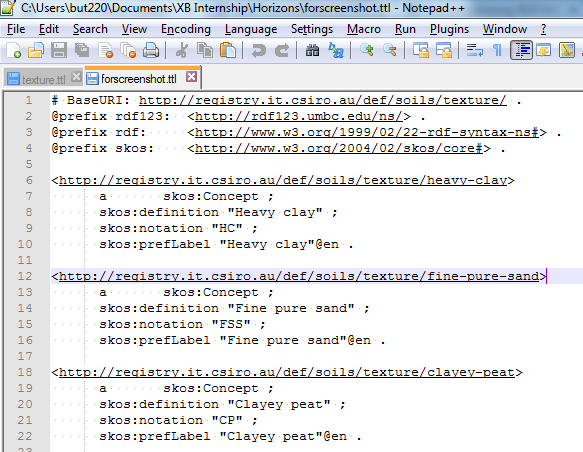 C:\Users\but220\Documents\XB Internship\Horizons\forscreenshot.ttl - Notepad++
File Edit Search View Encoding Language Settings Macro Run Plugins Window ?
texture.ttl forscreenshot.ttl
1 # BaseURI: http://registry.it.csiro.au/def/soils/texture/ .
2 @prefix rdf123: <http://rdf123.umbc.edu/ns/> .
3 @prefix rdf: <http://www.w3.org/1999/02/22-rdf-syntax-ns#> .
4 @prefix skos: <http://www.w3.org/2004/02/skos/core#> .
5
6 <http://registry.it.csiro.au/def/soils/texture/heavy-clay>
7 a skos:Concept ;
8 skos:definition "Heavy clay" ;
9 skos:notation "HC" ;
10 skos:prefLabel "Heavy clay"@en .
11
12 <http://registry.it.csiro.au/def/soils/texture/fine-pure-sand>
13 a skos:Concept ;
14 skos:definition "Fine pure sand" ;
15 skos:notation "FSS" ;
16 skos:prefLabel "Fine pure sand"@en .
17
18 <http://registry.it.csiro.au/def/soils/texture/clayey-peat>
19 a skos:Concept ;
20 skos:definition "Clayey peat" ;
21 skos:notation "CP" ;
22 skos:prefLabel "Clayey peat"@en .
23